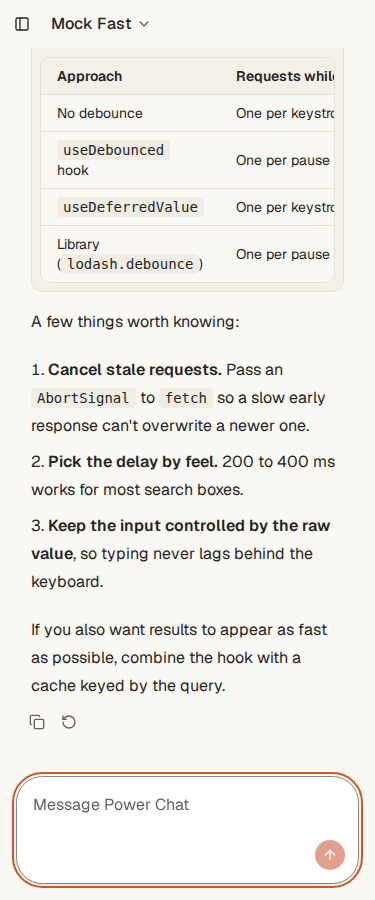 Mock Fast
Approach Requests while
No debounce One per
useDebounced
hook One per pause
useDeferredValue One per
Library
(lodash.debounce) One per pause
A few things worth knowing:
1. Cancel stale requests. Pass an
AbortSignal to fetch so a slow early
response can't overwrite a newer one.
2. Pick the delay by feel. 200 to 400 ms
works for most search boxes.
3. Keep the input controlled by the raw
value, so typing never lags behind the
keyboard.
If you also want results to appear as fast
as possible, combine the hook with a
cache keyed by the query.
Message Power Chat